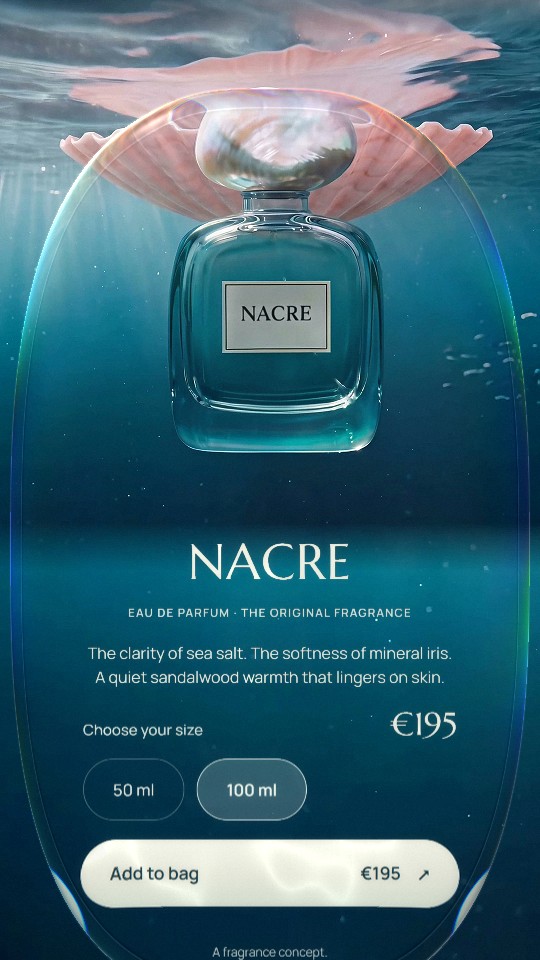 NACRE
NACRE
EAU DE PARFUM · THE ORIGINAL FRAGRANCE
The clarity of sea salt. The softness of mineral iris.
A quiet sandalwood warmth that lingers on skin.
Choose your size
€195
50 ml
100 ml
Add to bag
€195 ↗
A fragrance concept.